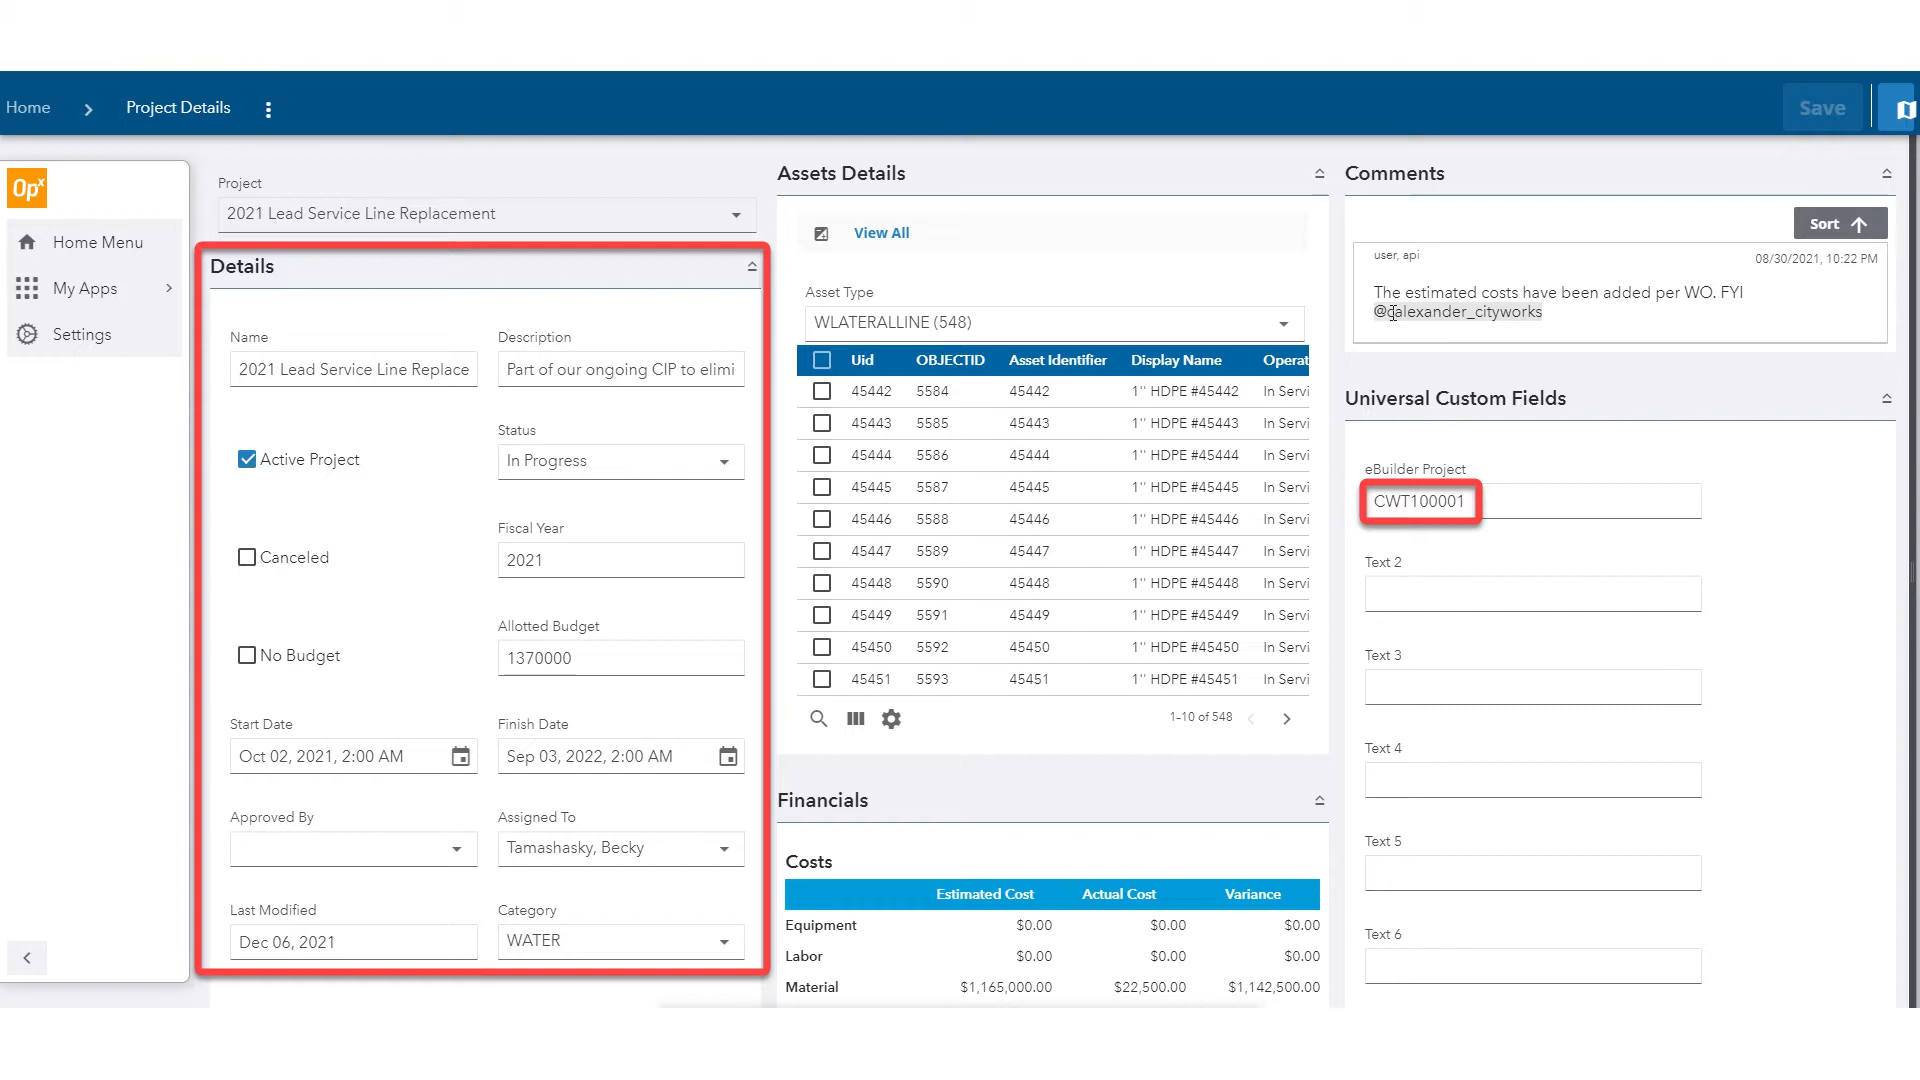 Home
Project Details
Save
Opx
Home Menu
My Apps
Settings
Project
2021 Lead Service Line Replacement
Details
Name
Description
2021 Lead Service Line Replace
Part of our ongoing CIP to elimi
Status
Active Project
In Progress
Fiscal Year
Canceled
2021
Allotted Budget
No Budget
1370000
Start Date
Finish Date
Oct 02, 2021, 2:00 AM
Sep 03, 2022, 2:00 AM
Approved By
Assigned To
Tamashasky, Becky
Last Modified
Category
Dec 06, 2021
WATER
Assets Details
View All
Asset Type
WLATERALLINE (548)
Uid OBJECTID Asset Identifier Display Name Operat
45442 5584 45442 1'' HDPE #45442 In Servi
45443 5585 45443 1'' HDPE #45443 In Servi
45444 5586 45444 1'' HDPE #45444 In Servi
45445 5587 45445 1'' HDPE #45445 In Servi
45446 5588 45446 1'' HDPE #45446 In Servi
45447 5589 45447 1'' HDPE #45447 In Servi
45448 5590 45448 1'' HDPE #45448 In Servi
45449 5591 45449 1'' HDPE #45449 In Servi
45450 5592 45450 1'' HDPE #45450 In Servi
45451 5593 45451 1'' HDPE #45451 In Servi
1-10 of 548
Financials
Costs
Estimated Cost Actual Cost Variance
Equipment $0.00 $0.00 $0.00
Labor $0.00 $0.00 $0.00
Material $1,165,000.00 $22,500.00 $1,142,500.00
Comments
Sort
user, api
08/30/2021, 10:22 PM
The estimated costs have been added per WO. FYI
@calexander_cityworks
Universal Custom Fields
eBuilder Project
CWT100001
Text 2
Text 3
Text 4
Text 5
Text 6